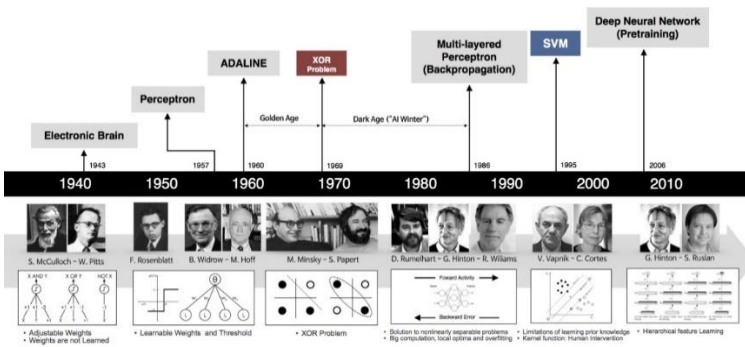 Deep Neural Network
(Pretraining)
Multi-layered
Perceptron
(Backpropagation)
SVM
ADALINE
XOR
Problem
Perceptron
Golden Age
Dark Age ("AI Winter")
Electronic Brain
1943
1957
1960
1969
1986
1995
2006
1940
1950
1960
1970
1980
1990
2000
2010
S. McCulloch – W. Pitts
F. Rosenblatt
B. Widrow – M. Hoff
M. Minsky – S. Papert
D. Rumelhart – G. Hinton – R. Wiliams
V. Vapnik – C. Cortes
G. Hinton – S. Ruslan
X AND Y
X OR Y
NOT X
Foward Activity
Backward Error
• Adjustable Weights
• Weights are not Learned
• Learnable Weights and Threshold
• XOR Problem
• Solution to nonlinearly separable problems
• Big computation, local optima and overfitting
• Limitations of learning prior knowledge
• Kernel function: Human Intervention
• Hierarchical feature Learning